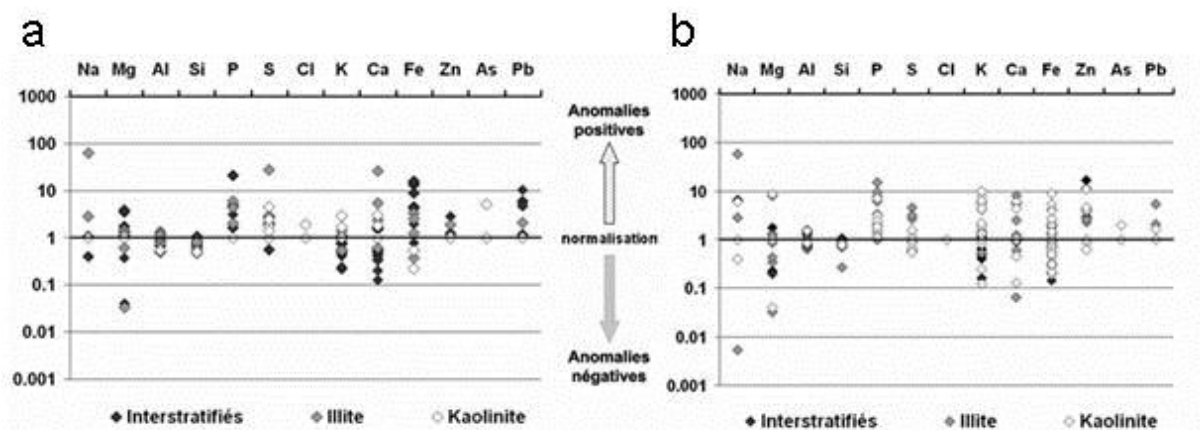 a
Na Mg Al Si P S Cl K Ca Fe Zn As Pb
1000
100
10
1
0.1
0.01
0.001
Interstratifiés Illite Kaolinite
Anomalies
positives
normalisation
Anomalies
négatives
b
Na Mg Al Si P S Cl K Ca Fe Zn As Pb
1000
100
10
1
0.1
0.01
0.001
Interstratifiés Illite Kaolinite